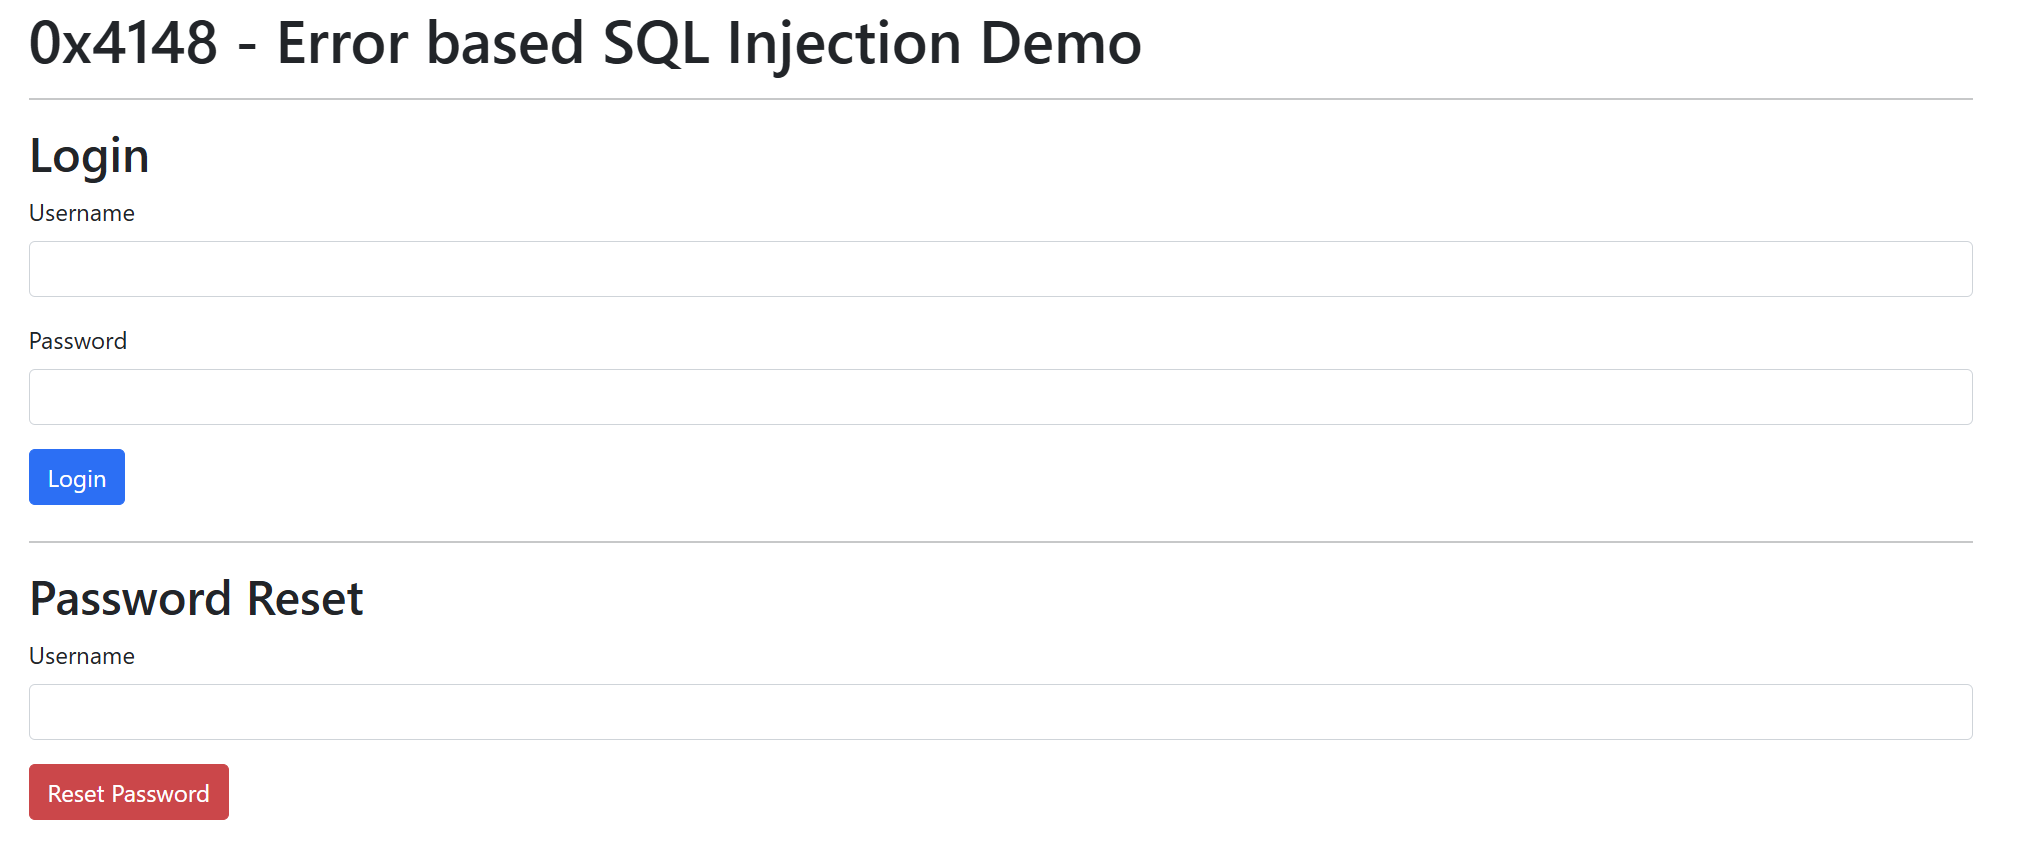 0x4148 - Error based SQL Injection Demo
Login
Username
Password
Login
Password Reset
Username
Reset Password